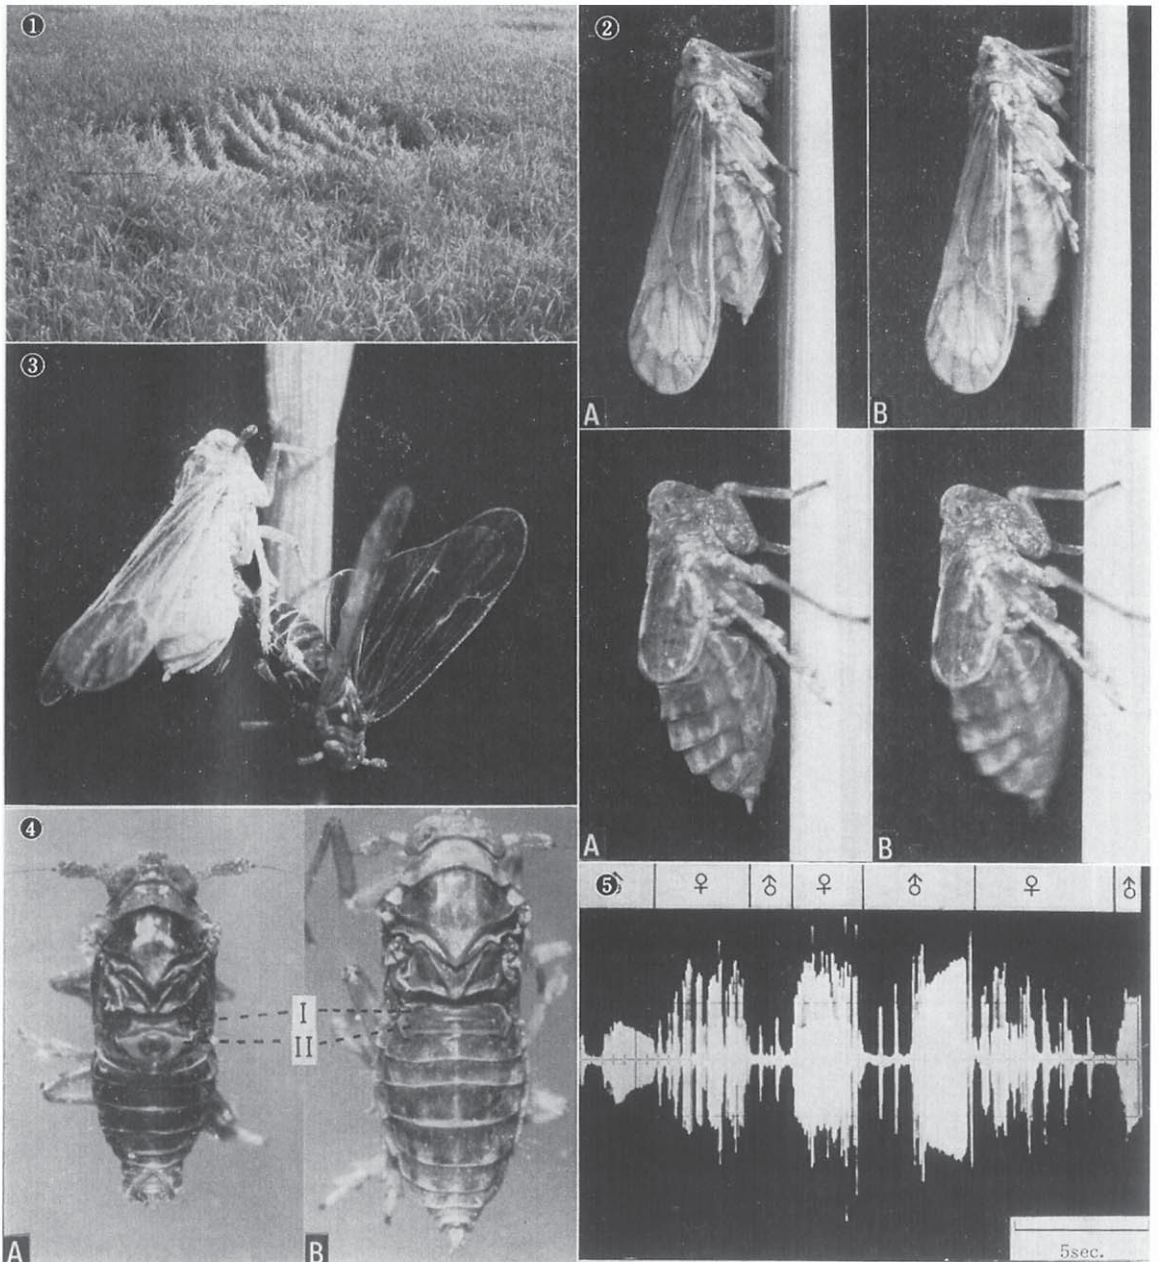 ①
②
A B
③
A B
④
I
II
A B
⑤ ♂ ♀ ♂ ♀ ♂ ♀ ♂
5sec.